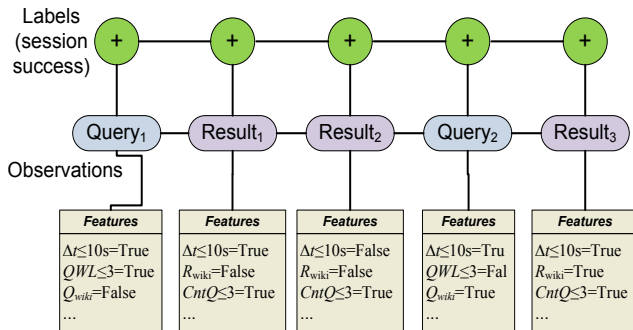 Labels
(session
success)
+ + + + +
Query1 Result1 Result2 Query2 Result3
Observations
Features
Δt≤10s=True
QWL≤3=True
Qwiki=False
...
Features
Δt≤10s=True
Rwiki=False
CntQ≤3=True
...
Features
Δt≤10s=False
Rwiki=False
CntQ≤3=True
...
Features
Δt≤10s=Tru
QWL≤3=Fal
Qwiki=True
...
Features
Δt≤10s=True
Rwiki=True
CntQ≤3=True
...